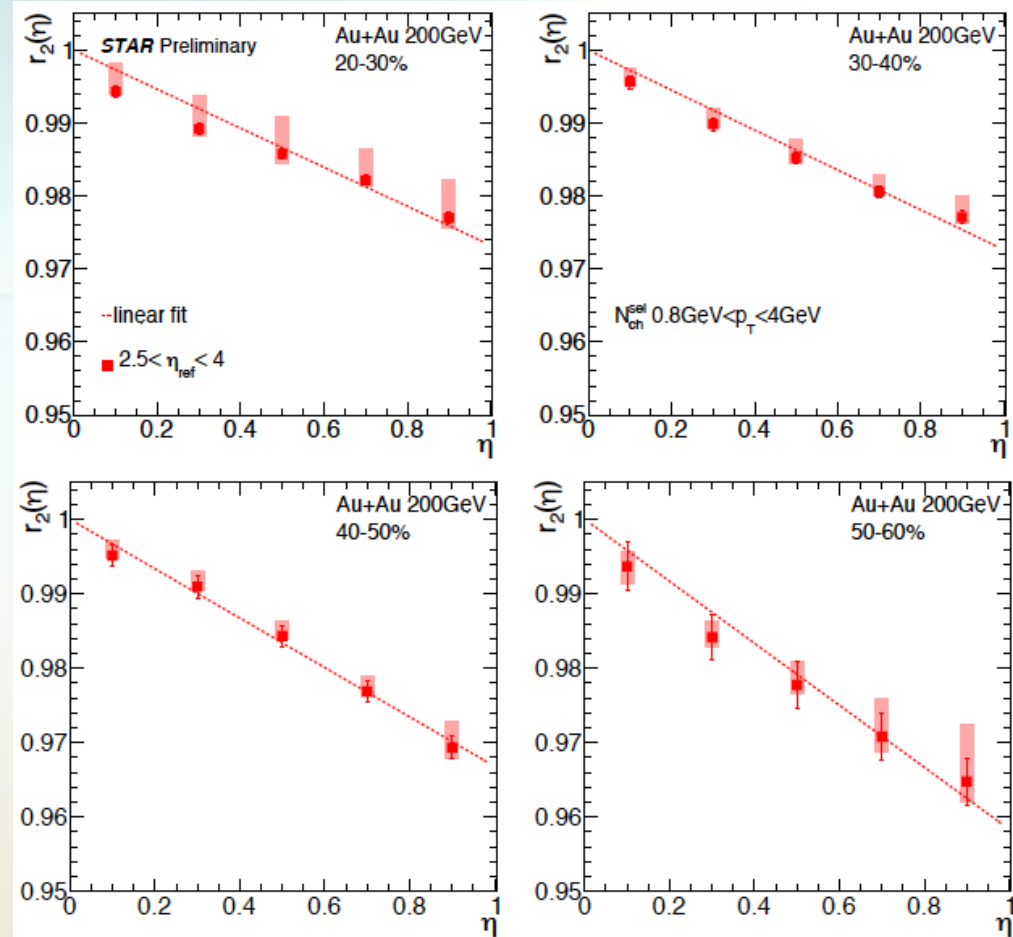 STAR Preliminary
Au+Au 200GeV
20-30%
r₂(η)
1
0.99
0.98
0.97
0.96
0.95
--linear fit
2.5< η_ref < 4
0 0.2 0.4 0.6 0.8 1
η
Au+Au 200GeV
30-40%
r₂(η)
1
0.99
0.98
0.97
0.96
0.95
N_ch^sel 0.8GeV<p_T<4GeV
0 0.2 0.4 0.6 0.8 1
η
Au+Au 200GeV
40-50%
r₂(η)
1
0.99
0.98
0.97
0.96
0.95
0 0.2 0.4 0.6 0.8 1
η
Au+Au 200GeV
50-60%
r₂(η)
1
0.99
0.98
0.97
0.96
0.95
0 0.2 0.4 0.6 0.8 1
η